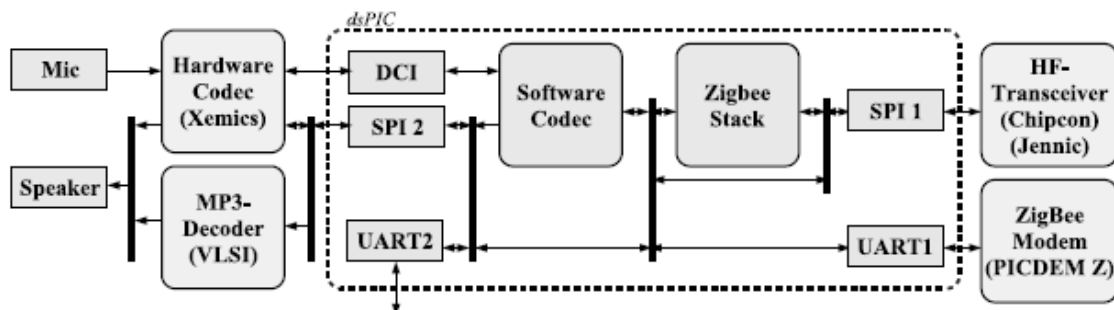 dsPIC
Mic
Hardware
Codec
(Xemics)
DCI
SPI 2
Software
Codec
Zigbee
Stack
SPI 1
HF-
Transceiver
(Chipcon)
(Jennic)
Speaker
MP3-
Decoder
(VLSI)
UART2
UART1
ZigBee
Modem
(PICDEM Z)